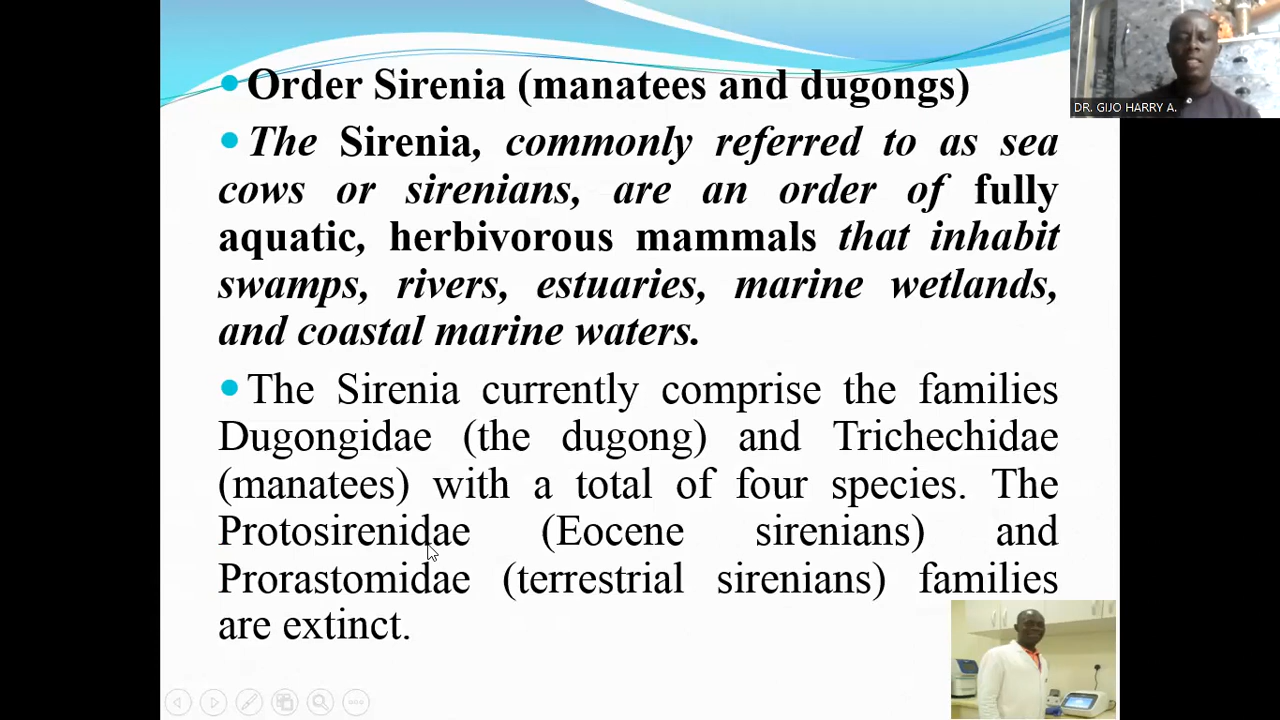 Order Sirenia (manatees and dugongs)
The Sirenia, commonly referred to as sea
cows or sirenians, are an order of fully
aquatic, herbivorous mammals that inhabit
swamps, rivers, estuaries, marine wetlands,
and coastal marine waters.
The Sirenia currently comprise the families
Dugongidae (the dugong) and Trichechidae
(manatees) with a total of four species. The
Protosirenidae (Eocene sirenians) and
Prorastomidae (terrestrial sirenians) families
are extinct.
DR. GIJO HARRY A.